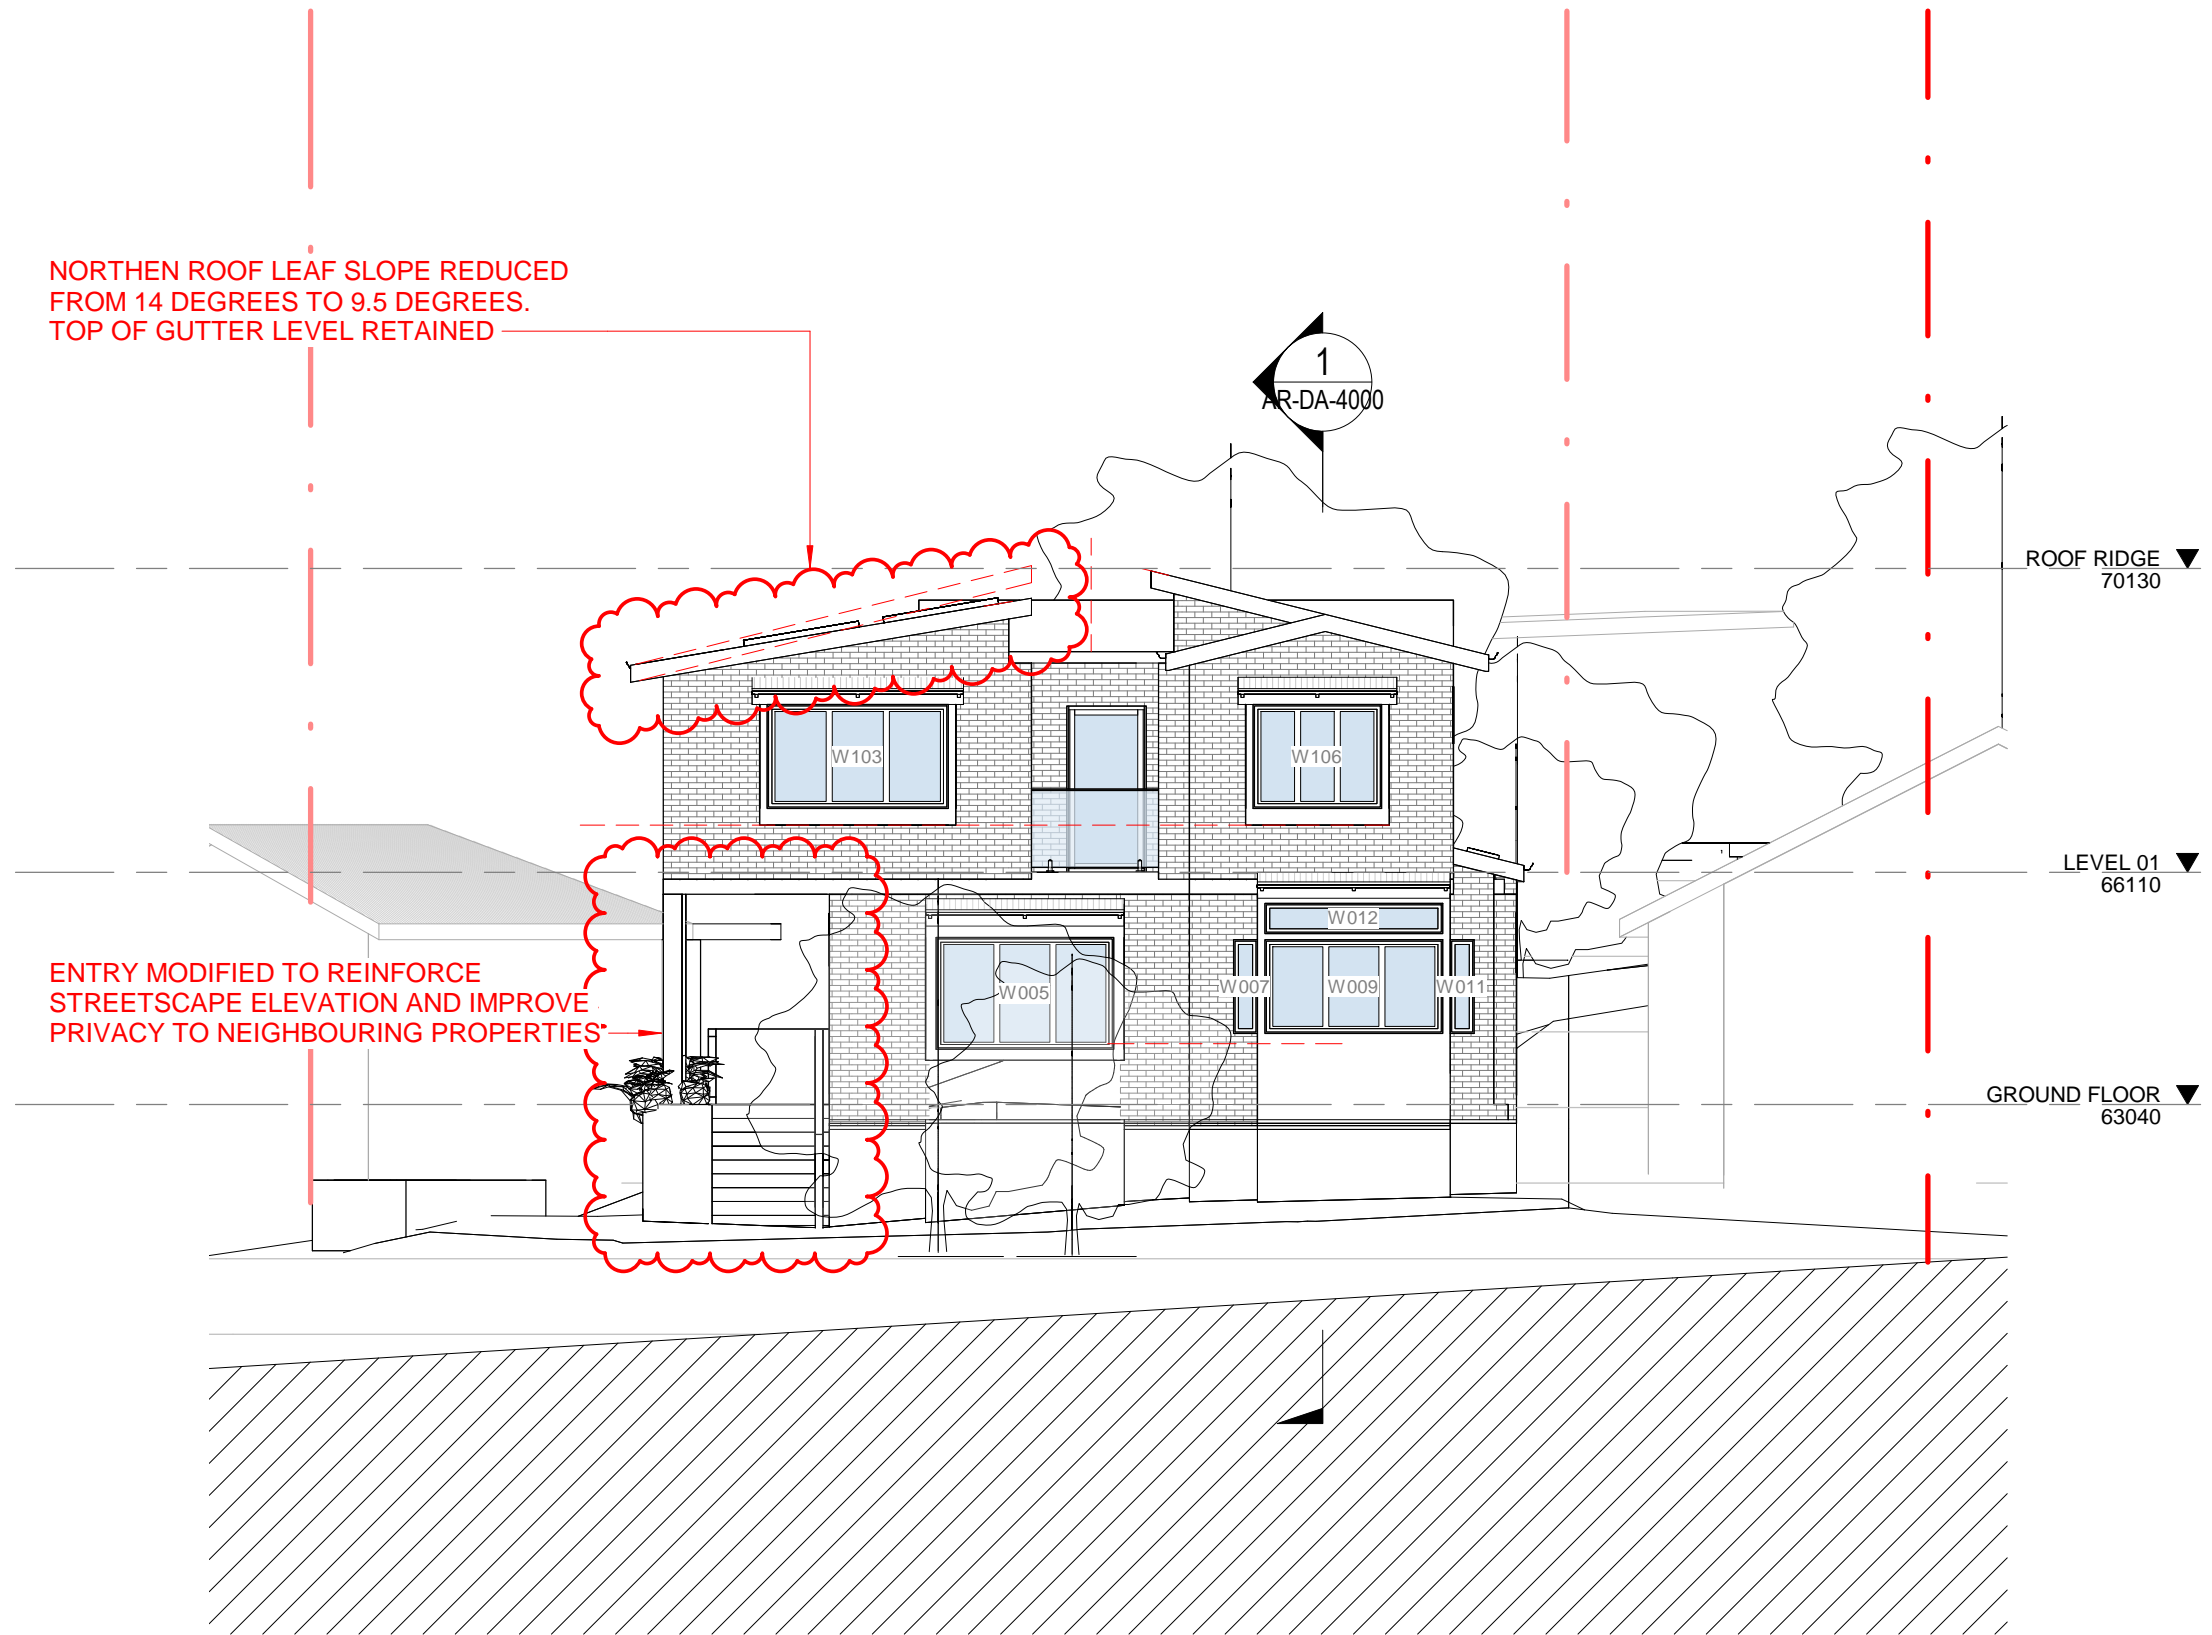 NORTHEN ROOF LEAF SLOPE REDUCED
FROM 14 DEGREES TO 9.5 DEGREES.
TOP OF GUTTER LEVEL RETAINED
1
AR-DA-4000
ROOF RIDGE
70130
W103
W106
LEVEL 01
66110
W012
ENTRY MODIFIED TO REINFORCE
STREETSCAPE ELEVATION AND IMPROVE
PRIVACY TO NEIGHBOURING PROPERTIES
W005
W007
W009
W011
GROUND FLOOR
63040